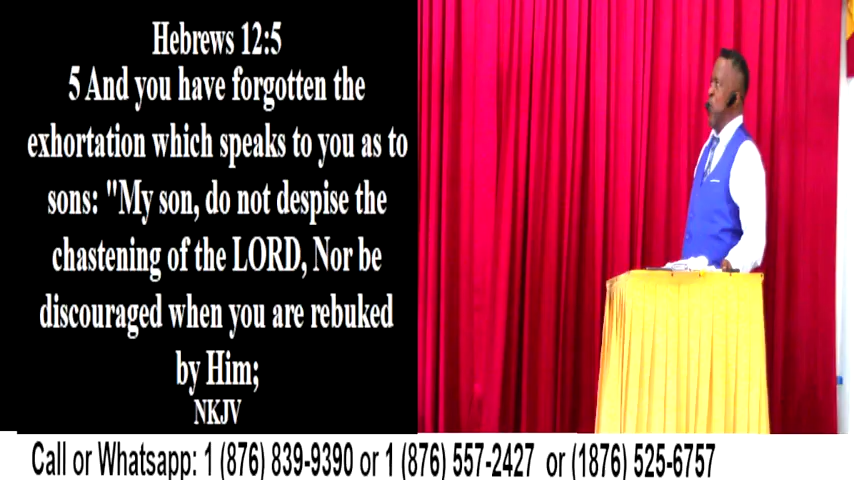 Hebrews 12:5
5 And you have forgotten the
exhortation which speaks to you as to
sons: "My son, do not despise the
chastening of the LORD, Nor be
discouraged when you are rebuked
by Him;
NKJV
Call or Whatsapp: 1 (876) 839-9390 or 1 (876) 557-2427 or (1876) 525-6757